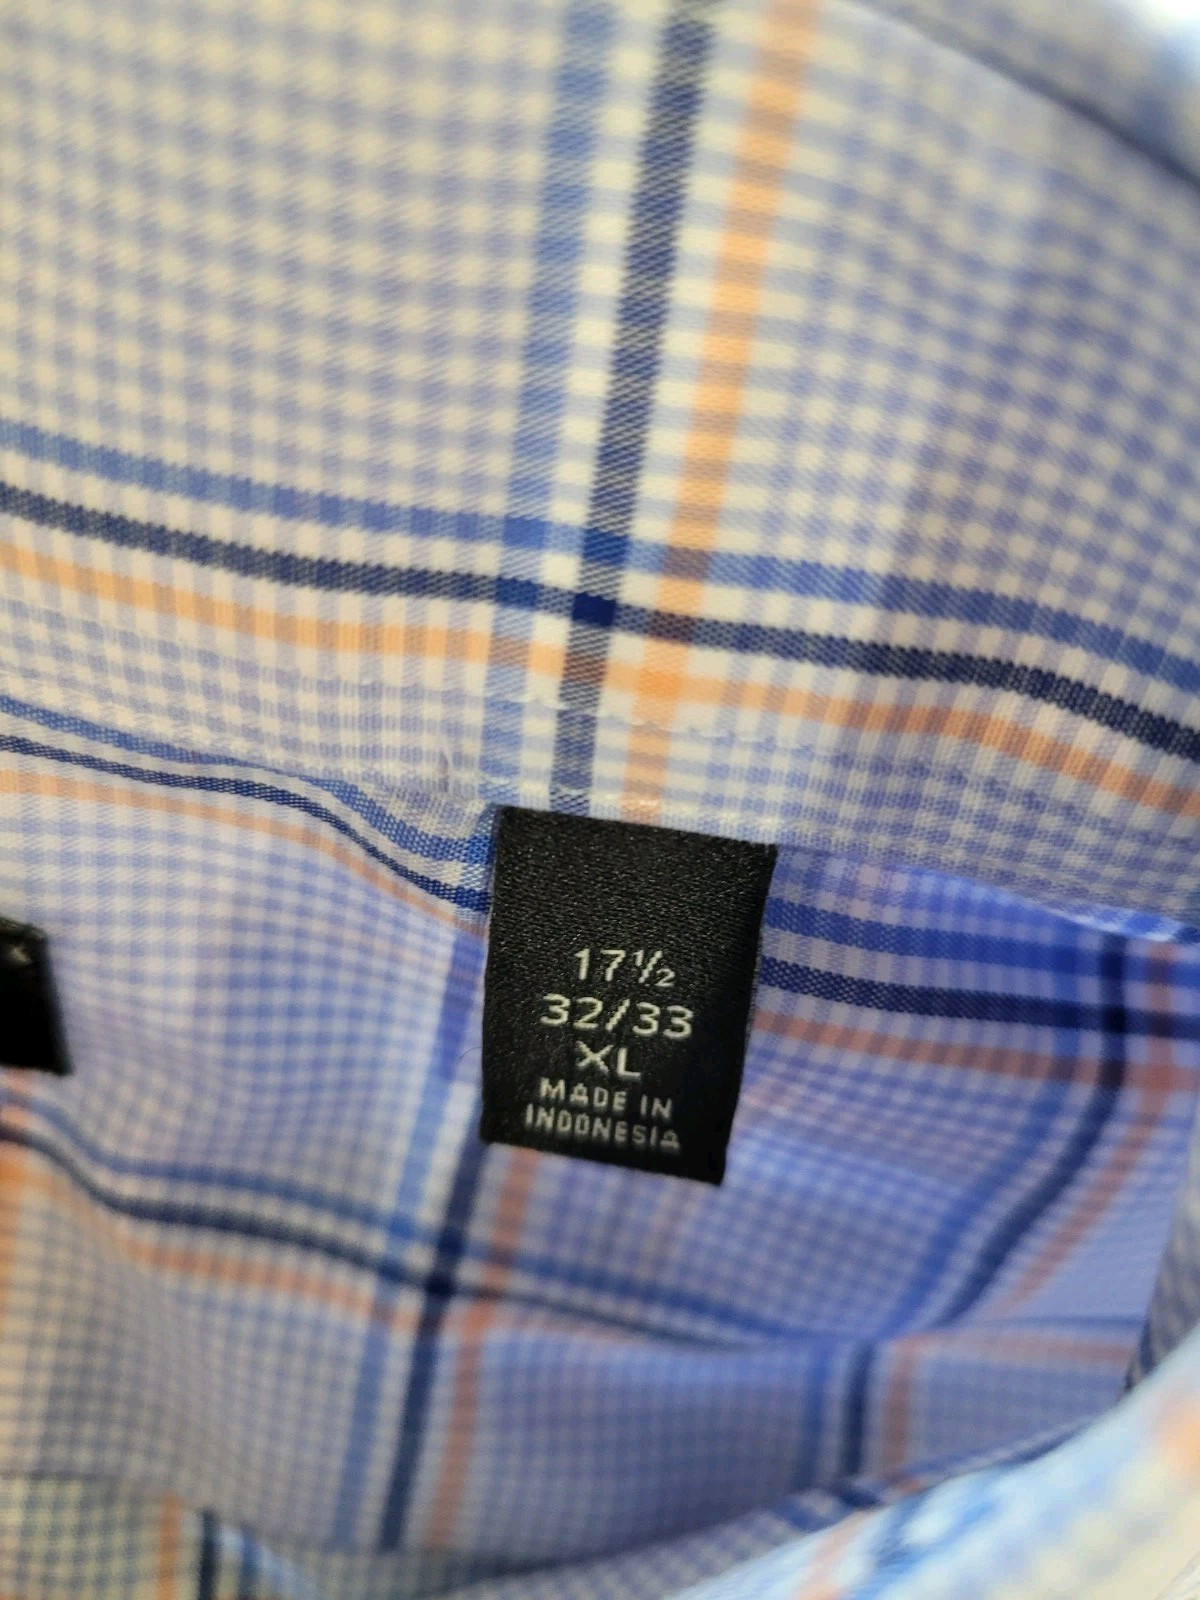 17½
32/33
XL
MADE IN
INDONESIA